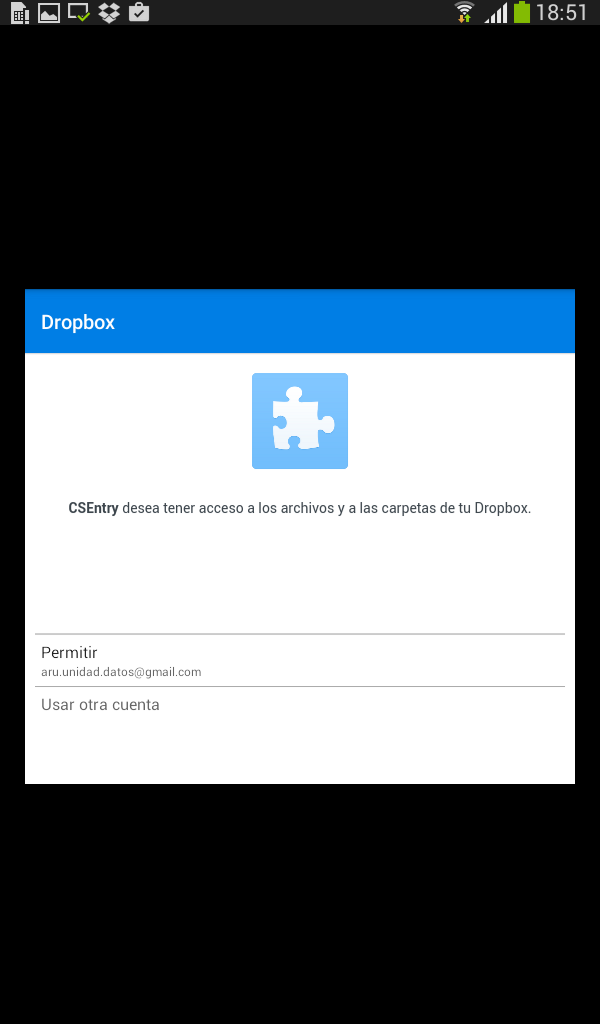 18:51
Dropbox
CSEntry desea tener acceso a los archivos y a las carpetas de tu Dropbox.
Permitir
aru.unidad.datos@gmail.com
Usar otra cuenta